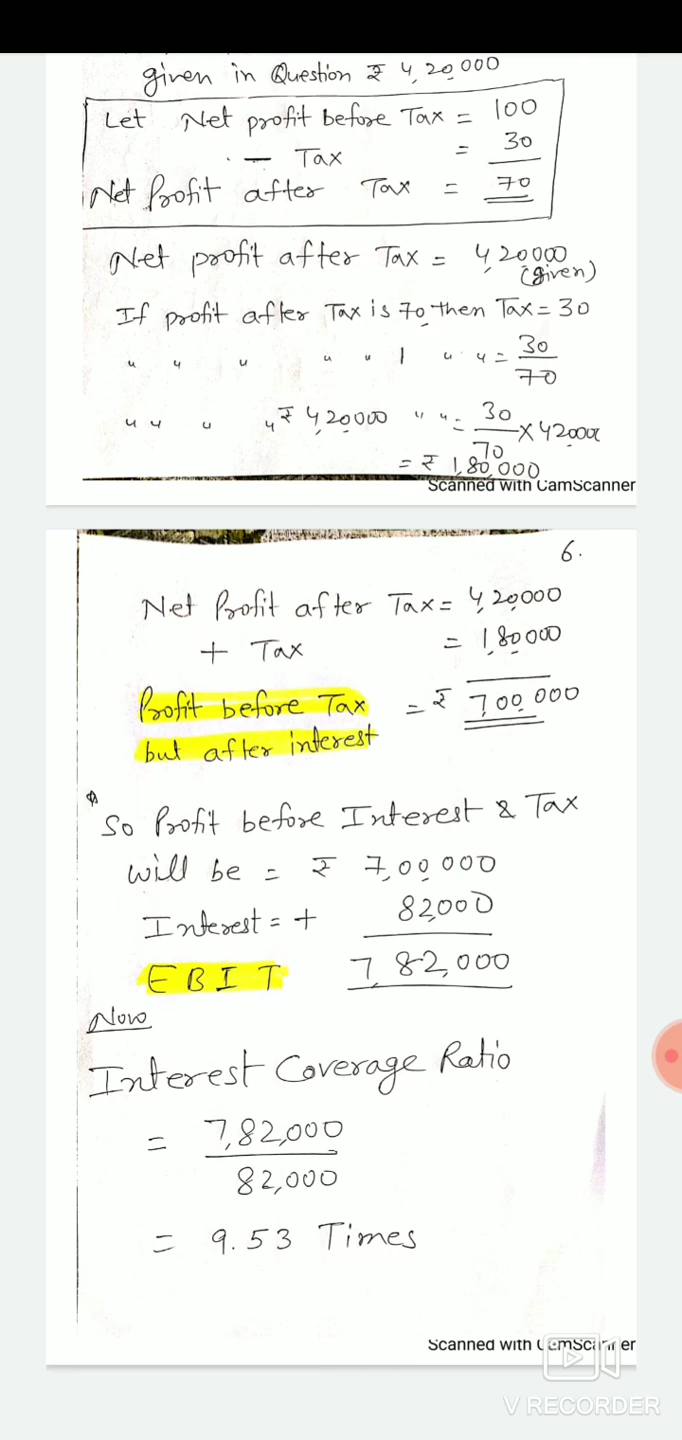 given in Question ₹ 4,20,000
Let Net profit before Tax = 100
- Tax = 30
Net Profit after Tax = 70
Net profit after Tax = 4,20000
(given)
If profit after Tax is 70 then Tax = 30
" " " " " 1 " " = 30/70
" " " " ₹ 4,20000 " " = 30/70 × 420000
= ₹ 1,80,000
Scanned with CamScanner
6.
Net Profit after Tax = 4,20,000
+ Tax = 1,80000
Profit before Tax = ₹ 7,00,000
but after interest
So Profit before Interest & Tax
will be = ₹ 7,00,000
Interest = + 82000
EBIT 7,82,000
Now
Interest Coverage Ratio
= 7,82,000
82,000
= 9.53 Times
Scanned with CamScanner
V RECORDER